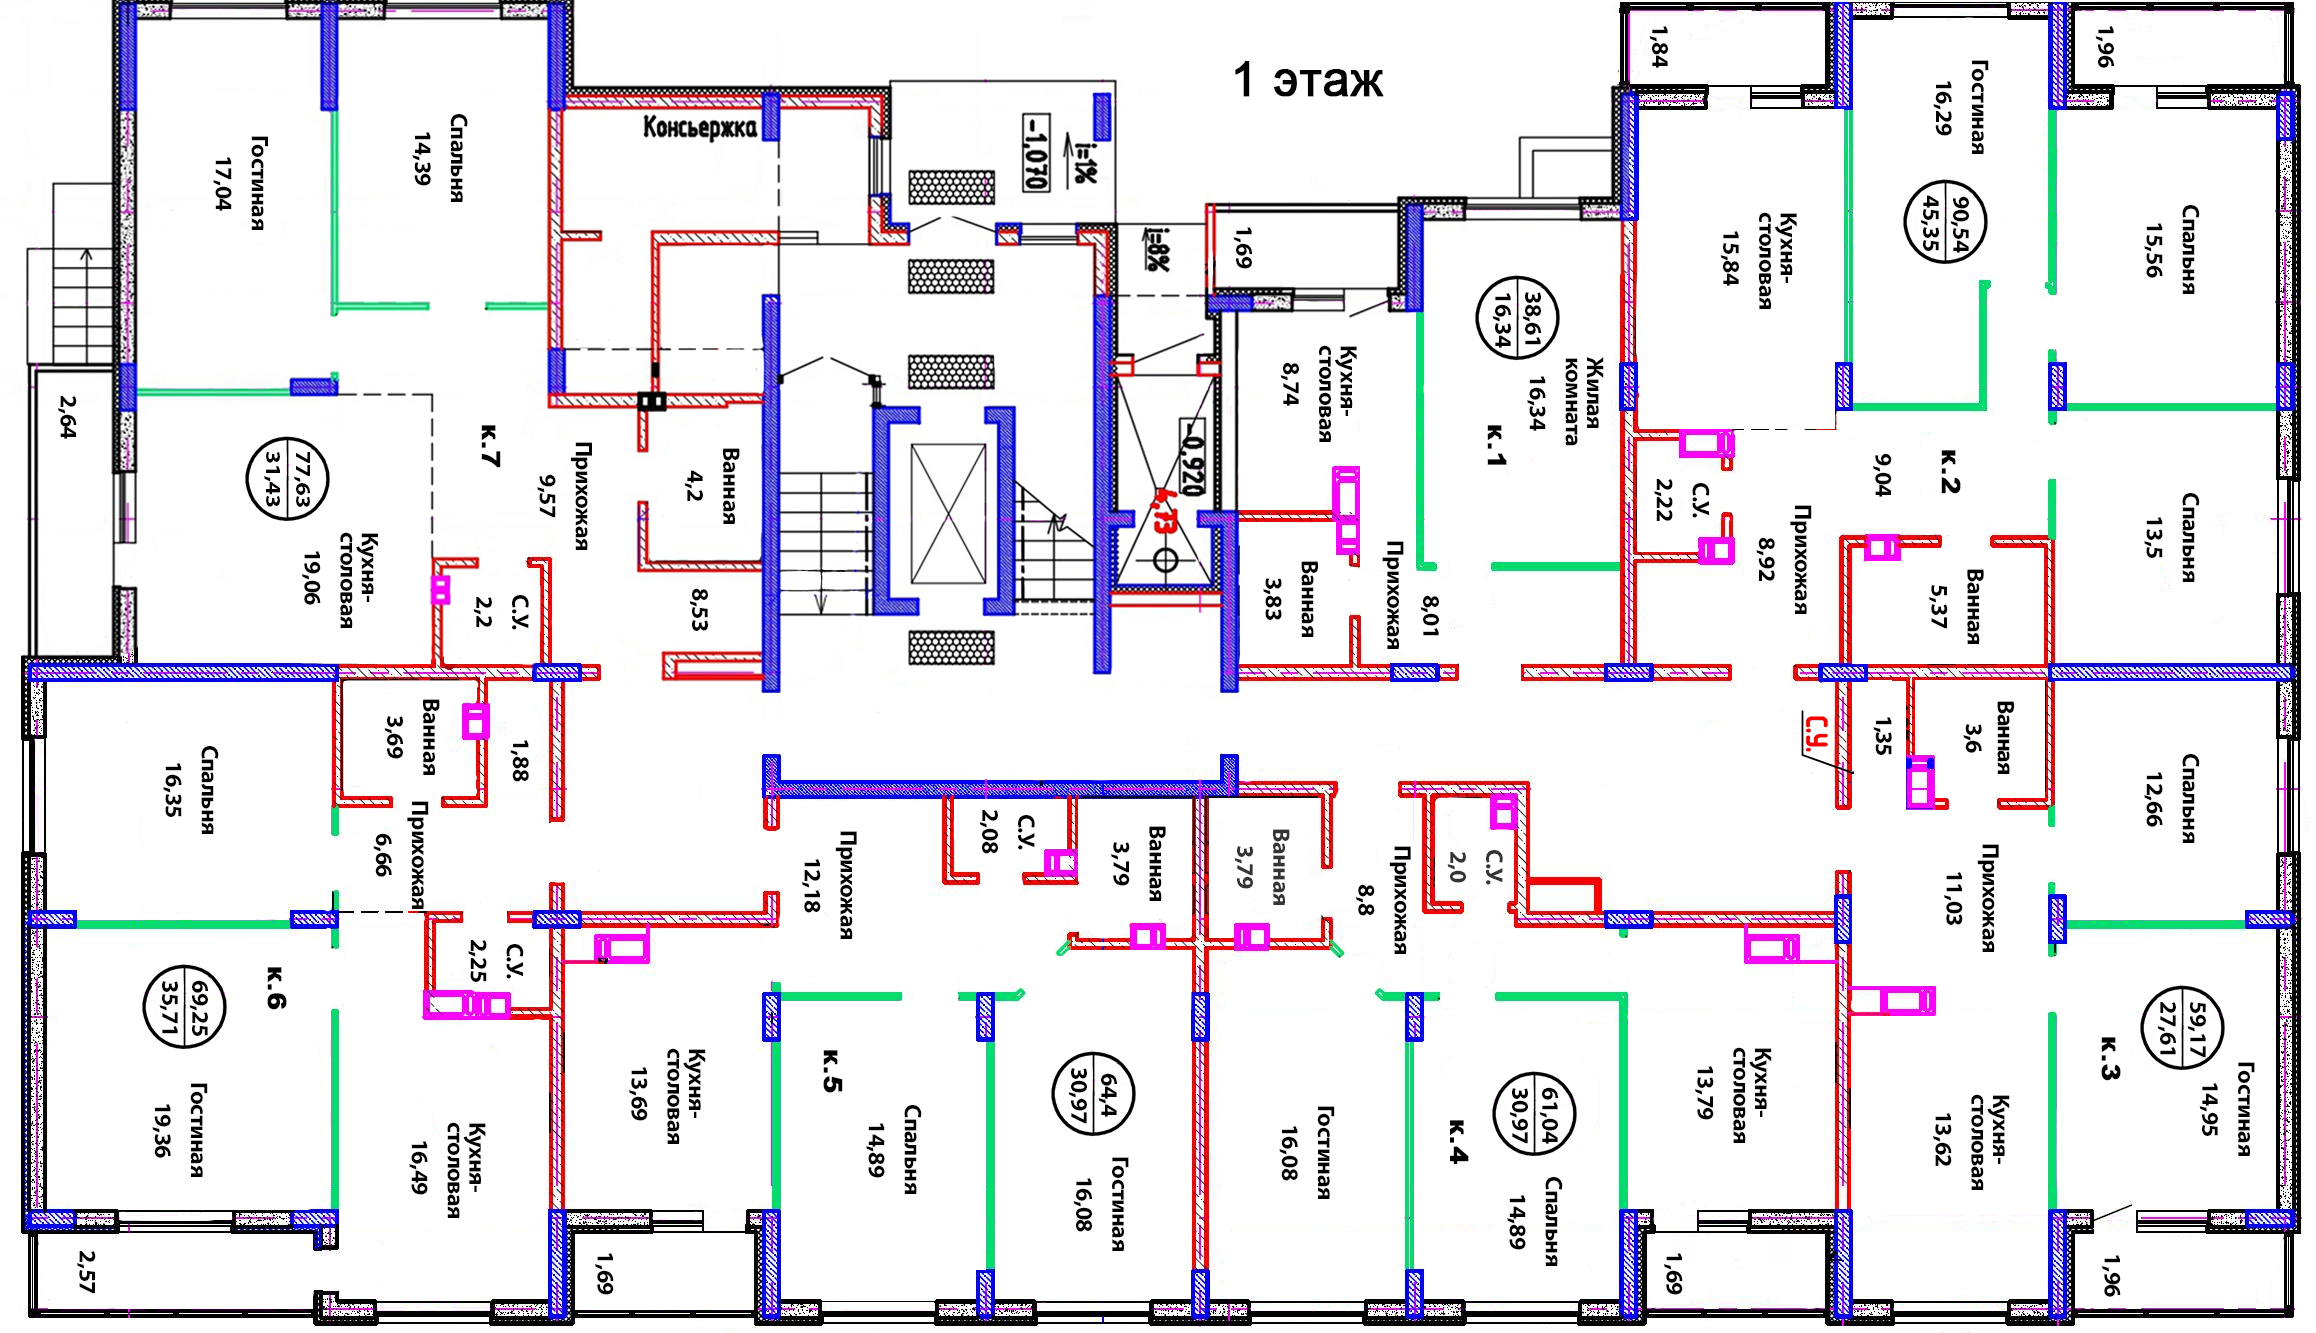 1 этаж
Консьержка
-1,070
i=1%
i=8%
-0,920
4,73
Гостиная
17,04
Спальня
14,39
2,64
77,63
31,43
к.7
Кухня-
столовая
19,06
Прихожая
9,57
Ванная
4,2
С.У.
2,2
8,53
1,69
Кухня-
столовая
8,74
38,61
16,34
Жилая
комната
16,34
к.1
Ванная
3,83
Прихожая
8,01
1,84
Кухня-
столовая
15,84
Гостиная
16,29
90,54
45,35
1,96
Спальня
15,56
к.2
9,04
С.У.
2,22
Прихожая
8,92
Ванная
5,37
Спальня
13,5
С.У.
1,35
Ванная
3,6
Спальня
12,66
Прихожая
11,03
59,17
27,61
к.3
Гостиная
14,95
Кухня-
столовая
13,62
1,96
Спальня
16,35
Ванная
3,69
1,88
Прихожая
6,66
С.У.
2,25
к.6
69,25
35,71
Гостиная
19,36
Кухня-
столовая
16,49
2,57
Прихожая
12,18
С.У.
2,08
Ванная
3,79
Кухня-
столовая
13,69
к.5
Спальня
14,89
64,4
30,97
Гостиная
16,08
1,69
Ванная
3,79
Прихожая
8,8
С.У.
2,0
Гостиная
16,08
к.4
61,04
30,97
Спальня
14,89
Кухня-
столовая
13,79
1,69